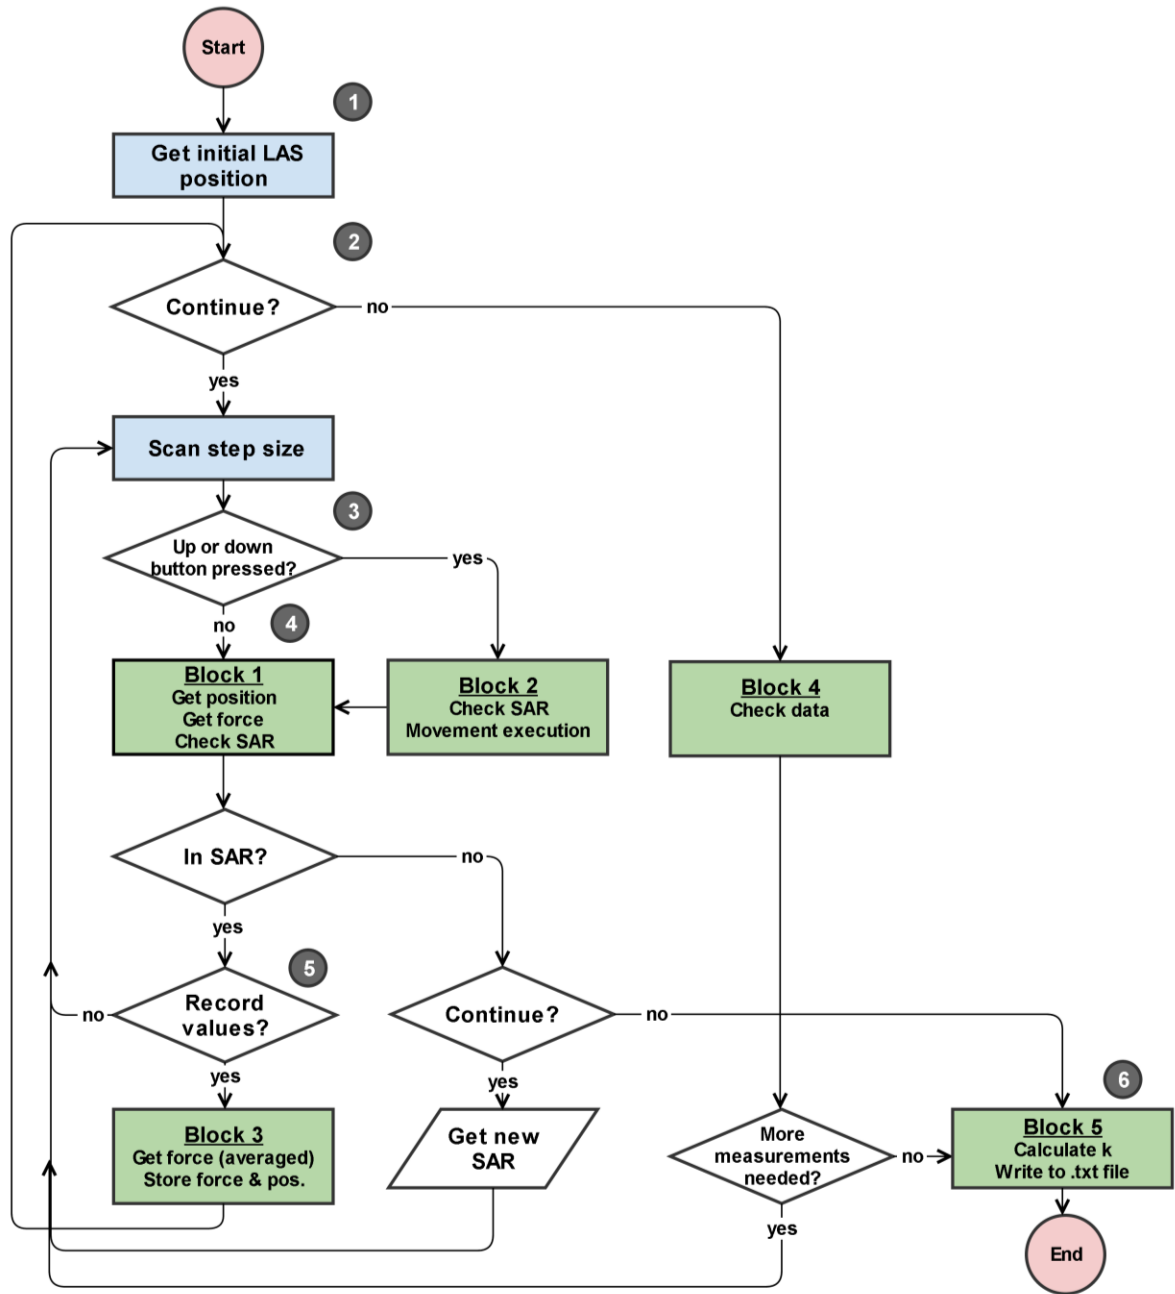 Start
1
Get initial LAS
position
2
Continue?
no
yes
Scan step size
3
Up or down
button pressed?
yes
no
4
Block 1
Get position
Get force
Check SAR
Block 2
Check SAR
Movement execution
Block 4
Check data
In SAR?
no
yes
5
Record
values?
no
Continue?
no
yes
yes
6
Block 3
Get force (averaged)
Store force & pos.
Get new
SAR
More
measurements
needed?
no
Block 5
Calculate k
Write to .txt file
yes
End